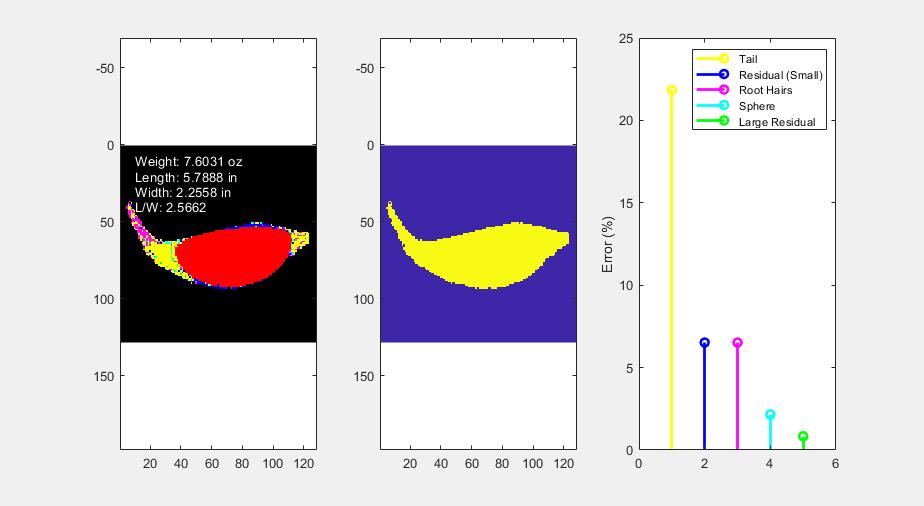 Weight: 7.6031 oz
Length: 5.7888 in
Width: 2.2558 in
L/W: 2.5662
-50
0
50
100
150
20 40 60 80 100 120
-50
0
50
100
150
20 40 60 80 100 120
Error (%)
25
20
15
10
5
0
0 2 4 6
Tail
Residual (Small)
Root Hairs
Sphere
Large Residual